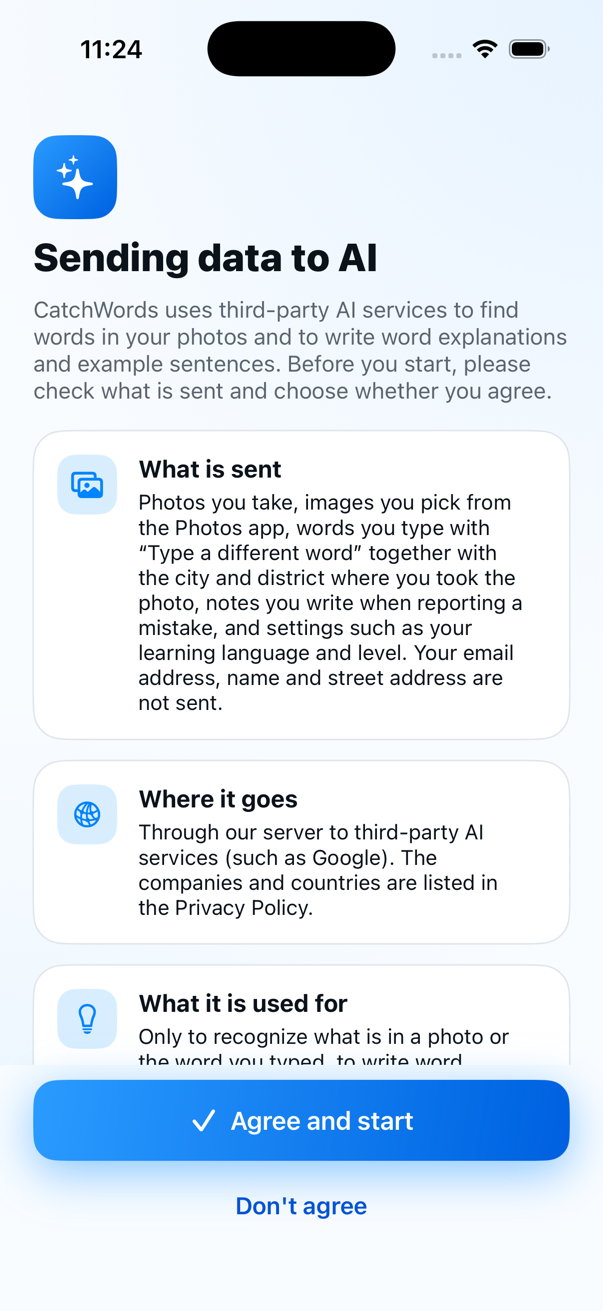 11:24
Sending data to AI
CatchWords uses third-party AI services to find
words in your photos and to write word explanations
and example sentences. Before you start, please
check what is sent and choose whether you agree.
What is sent
Photos you take, images you pick from
the Photos app, words you type with
“Type a different word” together with
the city and district where you took the
photo, notes you write when reporting a
mistake, and settings such as your
learning language and level. Your email
address, name and street address are
not sent.
Where it goes
Through our server to third-party AI
services (such as Google). The
companies and countries are listed in
the Privacy Policy.
What it is used for
Only to recognize what is in a photo or
the word you typed, to write word
Agree and start
Don't agree